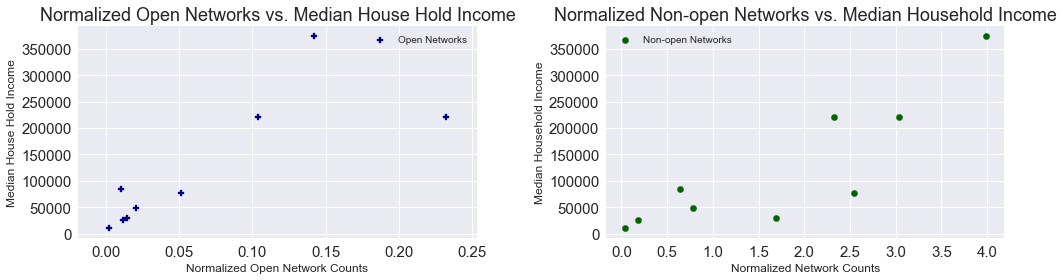 Normalized Open Networks vs. Median House Hold Income
Open Networks
Median House Hold Income
350000
300000
250000
200000
150000
100000
50000
0
0.00 0.05 0.10 0.15 0.20 0.25
Normalized Open Network Counts
Normalized Non-open Networks vs. Median Household Income
Non-open Networks
Median Household Income
350000
300000
250000
200000
150000
100000
50000
0
0.0 0.5 1.0 1.5 2.0 2.5 3.0 3.5 4.0
Normalized Network Counts